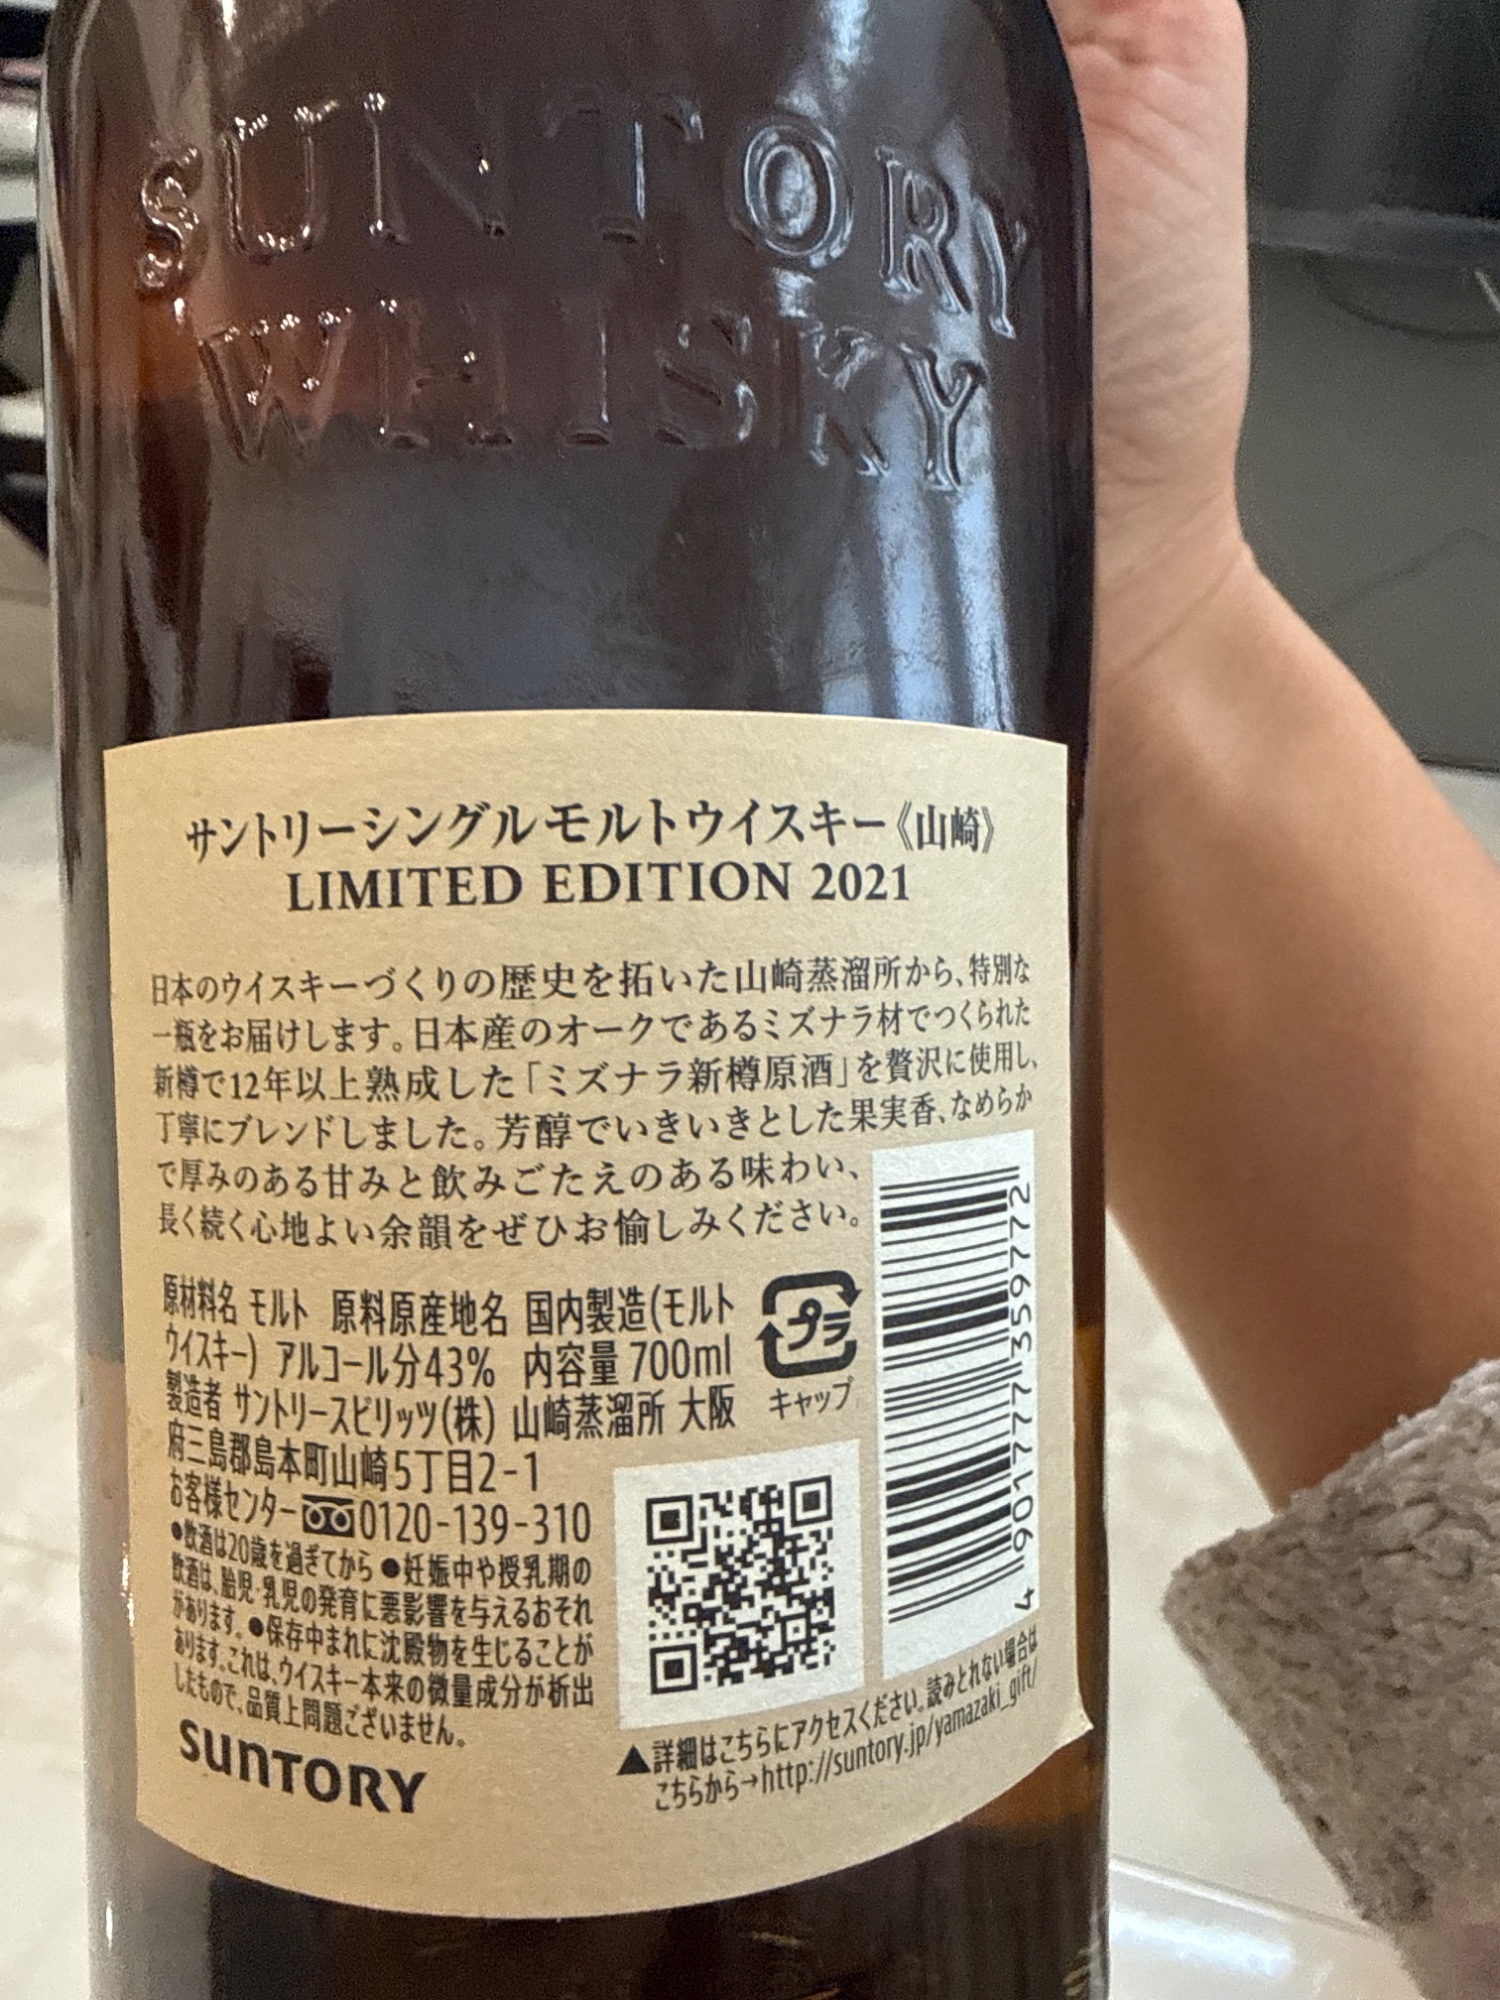 SUNTORY
WHISKY
サントリーシングルモルトウイスキー《山崎》
LIMITED EDITION 2021
日本のウイスキーづくりの歴史を拓いた山崎蒸溜所から、特別な
一瓶をお届けします。日本産のオークであるミズナラ材でつくられた
新樽で12年以上熟成した「ミズナラ新樽原酒」を贅沢に使用し、
丁寧にブレンドしました。芳醇でいきいきとした果実香、なめらか
で厚みのある甘みと飲みごたえのある味わい、
長く続く心地よい余韻をぜひお愉しみください。
原材料名 モルト 原料原産地名 国内製造(モルト
ウイスキー) アルコール分43% 内容量 700ml
製造者 サントリースピリッツ(株) 山崎蒸溜所 大阪
府三島郡島本町山崎5丁目2-1
お客様センター 0120-139-310
●飲酒は20歳を過ぎてから ●妊娠中や授乳期の
飲酒は、胎児・乳児の発育に悪影響を与えるおそれ
があります。●保存中まれに沈殿物を生じることが
あります。これは、ウイスキー本来の微量成分が析出
したもので、品質上問題ございません。
SUNTORY
プラ
キャップ
4 901777 359772
▲詳細はこちらにアクセスください。読みとれない場合は
こちらから→http://suntory.jp/yamazaki_gift/